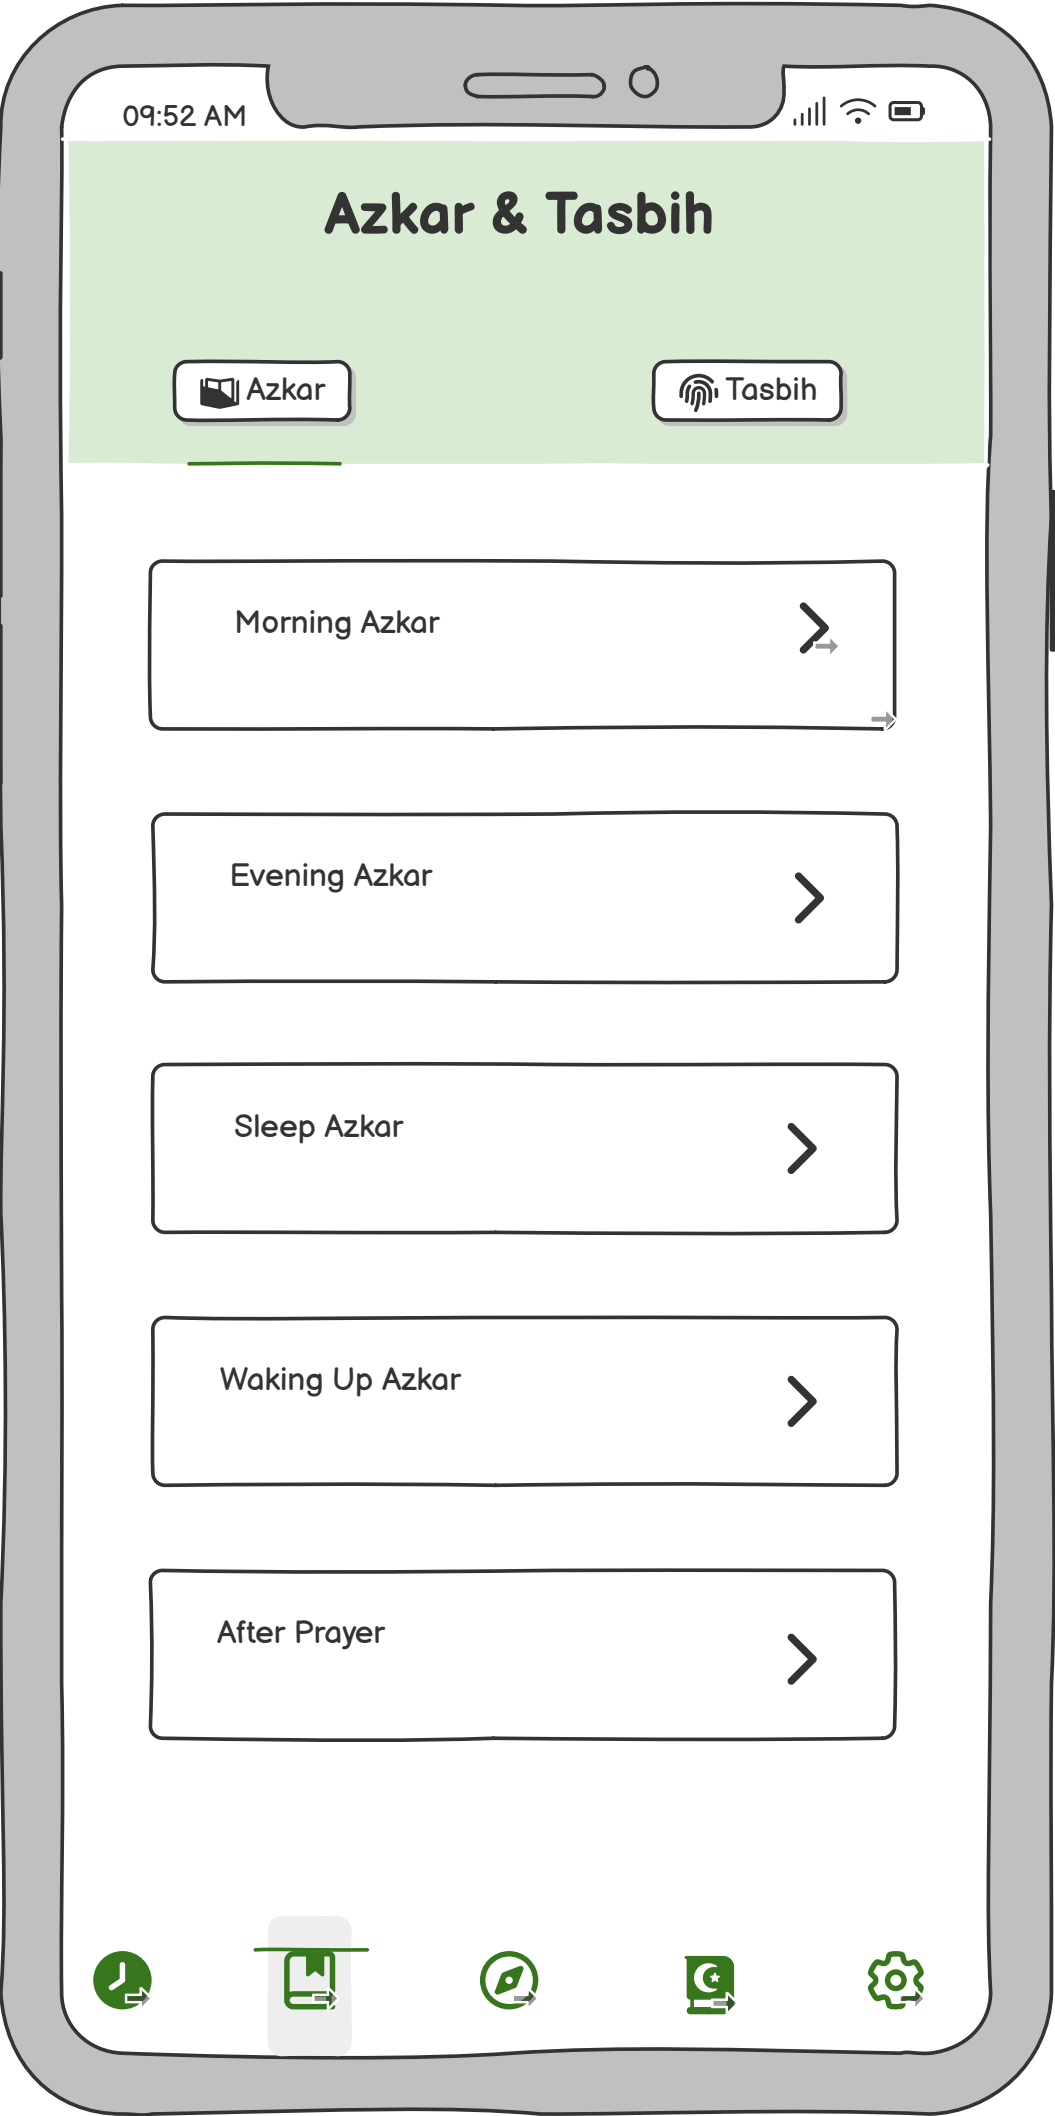 09:52 AM
Azkar & Tasbih
Azkar
Tasbih
Morning Azkar
Evening Azkar
Sleep Azkar
Waking Up Azkar
After Prayer